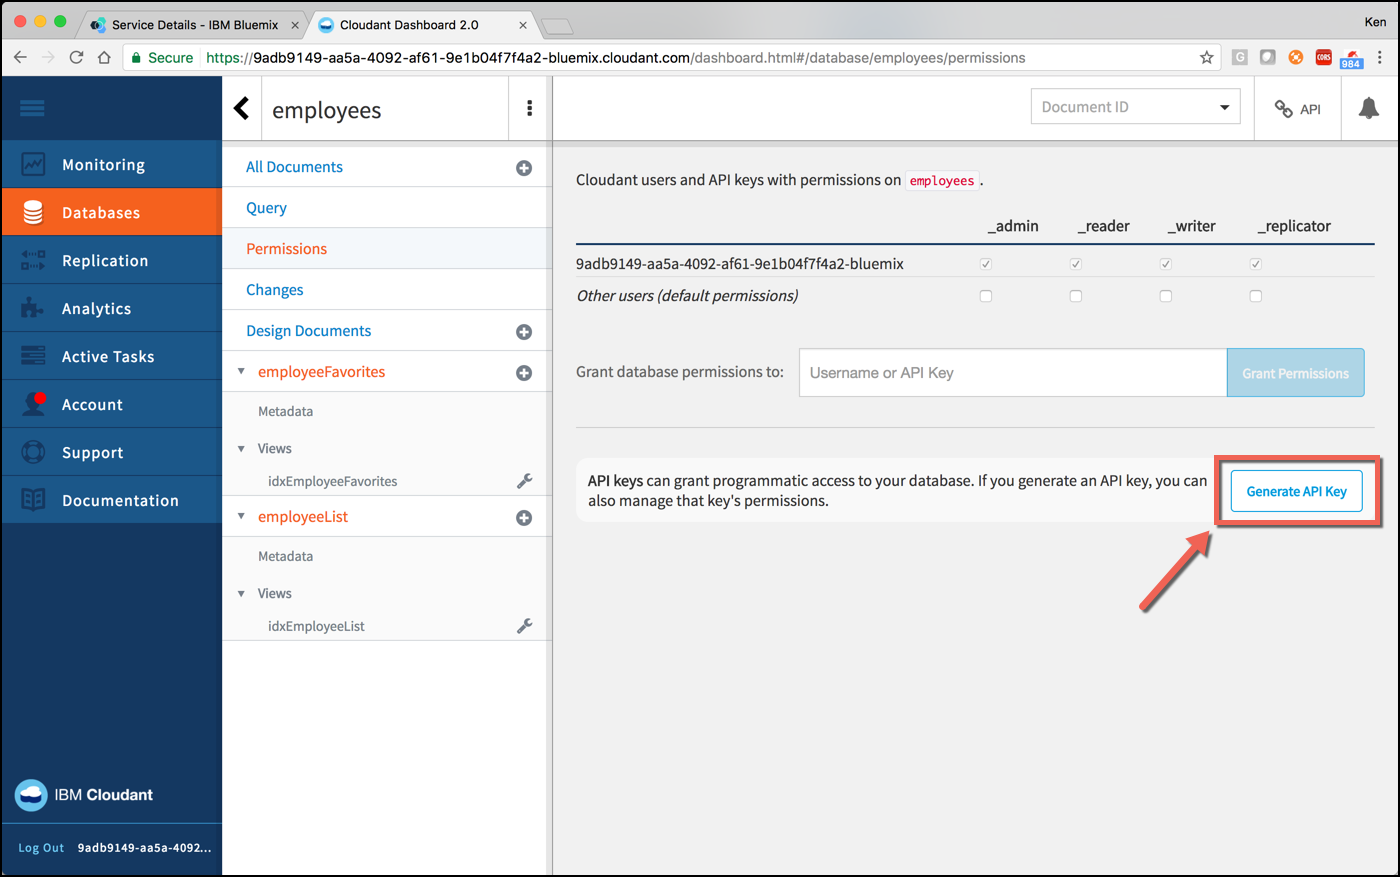 Service Details - IBM Bluemix
Cloudant Dashboard 2.0
Ken
Secure
https://9adb9149-aa5a-4092-af61-9e1b04f7f4a2-bluemix.cloudant.com/dashboard.html#/database/employees/permissions
G
CORS
984
employees
Document ID
API
Monitoring
Databases
Replication
Analytics
Active Tasks
Account
Support
Documentation
IBM Cloudant
Log Out 9adb9149-aa5a-4092...
All Documents
Query
Permissions
Changes
Design Documents
employeeFavorites
Metadata
Views
idxEmployeeFavorites
employeeList
Metadata
Views
idxEmployeeList
Cloudant users and API keys with permissions on employees .
_admin _reader _writer _replicator
9adb9149-aa5a-4092-af61-9e1b04f7f4a2-bluemix
Other users (default permissions)
Grant database permissions to: Username or API Key Grant Permissions
API keys can grant programmatic access to your database. If you generate an API key, you can
also manage that key's permissions.
Generate API Key